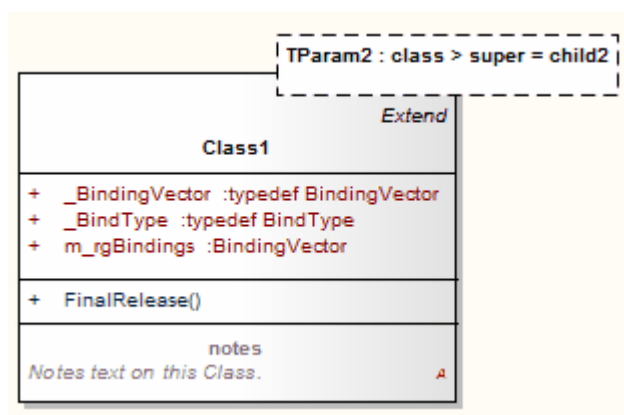 TParam2 : class > super = child2
Extend
Class1
+ _BindingVector :typedef BindingVector
+ _BindType :typedef BindType
+ m_rgBindings :BindingVector
+ FinalRelease()
notes
Notes text on this Class.
A